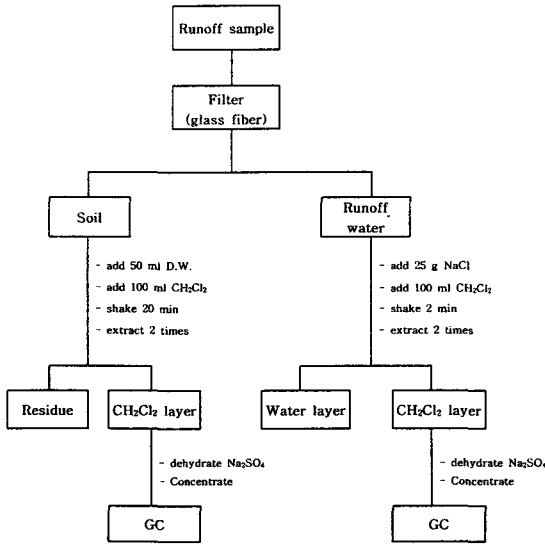 Runoff sample
Filter
(glass fiber)
Soil
Runoff
water
- add 50 ml D.W.
- add 100 ml CH₂Cl₂
- shake 20 min
- extract 2 times
- add 25 g NaCl
- add 100 ml CH₂Cl₂
- shake 2 min
- extract 2 times
Residue
CH₂Cl₂ layer
Water layer
CH₂Cl₂ layer
- dehydrate Na₂SO₄
- Concentrate
- dehydrate Na₂SO₄
- Concentrate
GC
GC